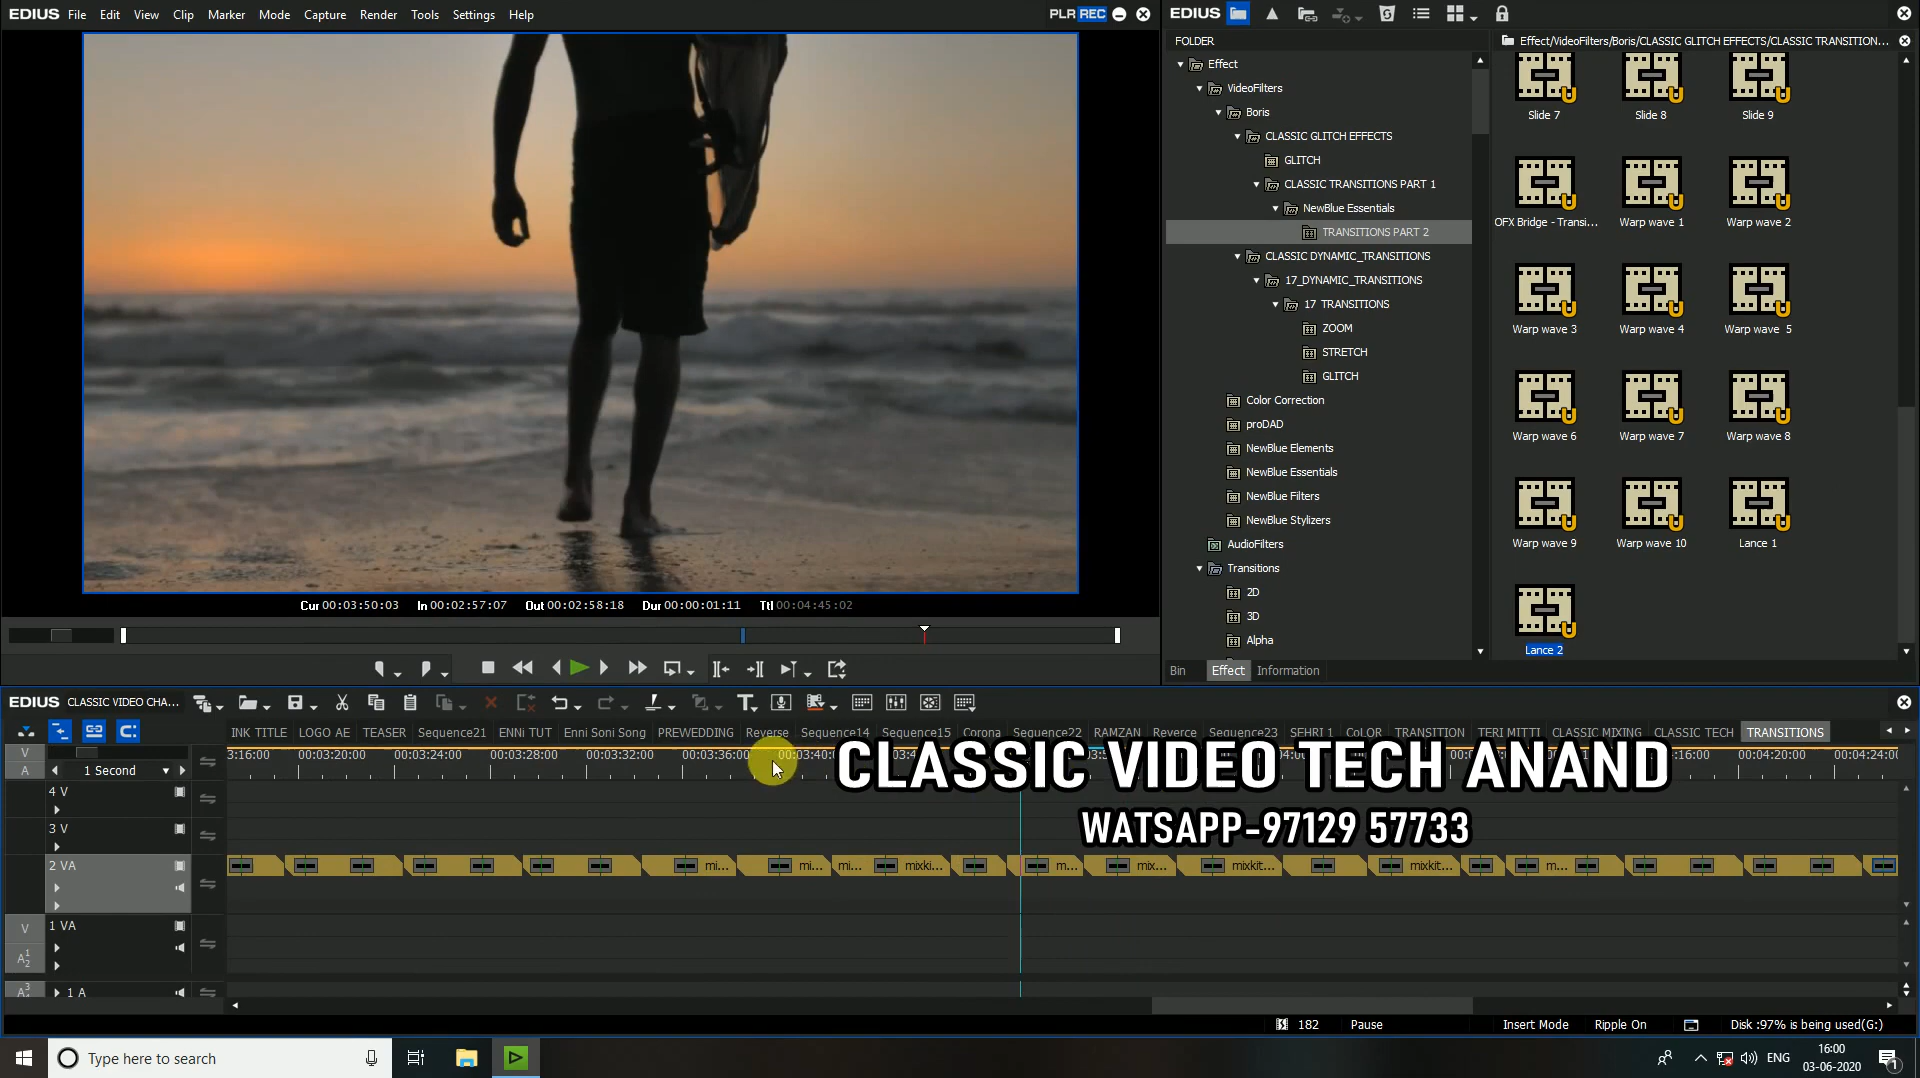 EDIUS File Edit View Clip Marker Mode Capture Render Tools Settings Help PLR REC
EDIUS
FOLDER
Effect/VideoFilters/Boris/CLASSIC GLITCH EFFECTS/CLASSIC TRANSITION...
Effect
VideoFilters
Boris
CLASSIC GLITCH EFFECTS
GLITCH
CLASSIC TRANSITIONS PART 1
NewBlue Essentials
TRANSITIONS PART 2
CLASSIC DYNAMIC_TRANSITIONS
17_DYNAMIC_TRANSITIONS
17 TRANSITIONS
ZOOM
STRETCH
GLITCH
Color Correction
proDAD
NewBlue Elements
NewBlue Essentials
NewBlue Filters
NewBlue Stylizers
AudioFilters
Transitions
2D
3D
Alpha
Slide 7 Slide 8 Slide 9
OFX Bridge - Transi... Warp wave 1 Warp wave 2
Warp wave 3 Warp wave 4 Warp wave 5
Warp wave 6 Warp wave 7 Warp wave 8
Warp wave 9 Warp wave 10 Lance 1
Lance 2
Bin Effect Information
Cur 00:03:50:03 In 00:02:57:07 Out 00:02:58:18 Dur 00:00:01:11 Ttl 00:04:45:02
EDIUS CLASSIC VIDEO CHA...
INK TITLE LOGO AE TEASER Sequence21 ENNi TUT Enni Soni Song PREWEDDING Reverse Sequence14 Sequence15 Corona Sequence22 RAMZAN Reverse Sequence23 SEHRI 1 COLOR TRANSITION TERI MITTI CLASSIC MIXING CLASSIC TECH TRANSITIONS
3:16:00 00:03:20:00 00:03:24:00 00:03:28:00 00:03:32:00 00:03:36:00 00:03:40:0 16:00 00:04:20:00 00:04:24:00
CLASSIC VIDEO TECH ANAND
WATSAPP-97129 57733
V
A
1 Second
4 V
3 V
2 VA
mi... mi... mi... mixki... m... mix... mixkit... mixkit... m...
V
1 VA
A 1 2
A 3
1 A
182 Pause Insert Mode Ripple On Disk :97% is being used(G:)
Type here to search
ENG
16:00
03-06-2020
1